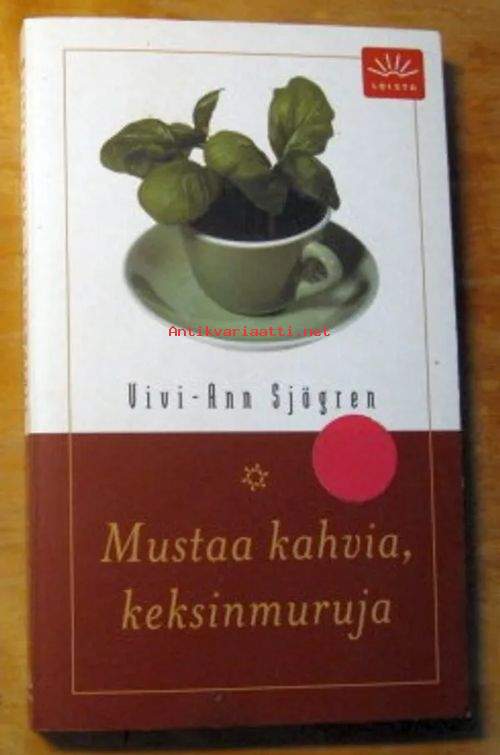 LOISTO
Antikvariaatti.net
Vivi-Ann Sjögren
Mustaa kahvia,
keksinmuruja